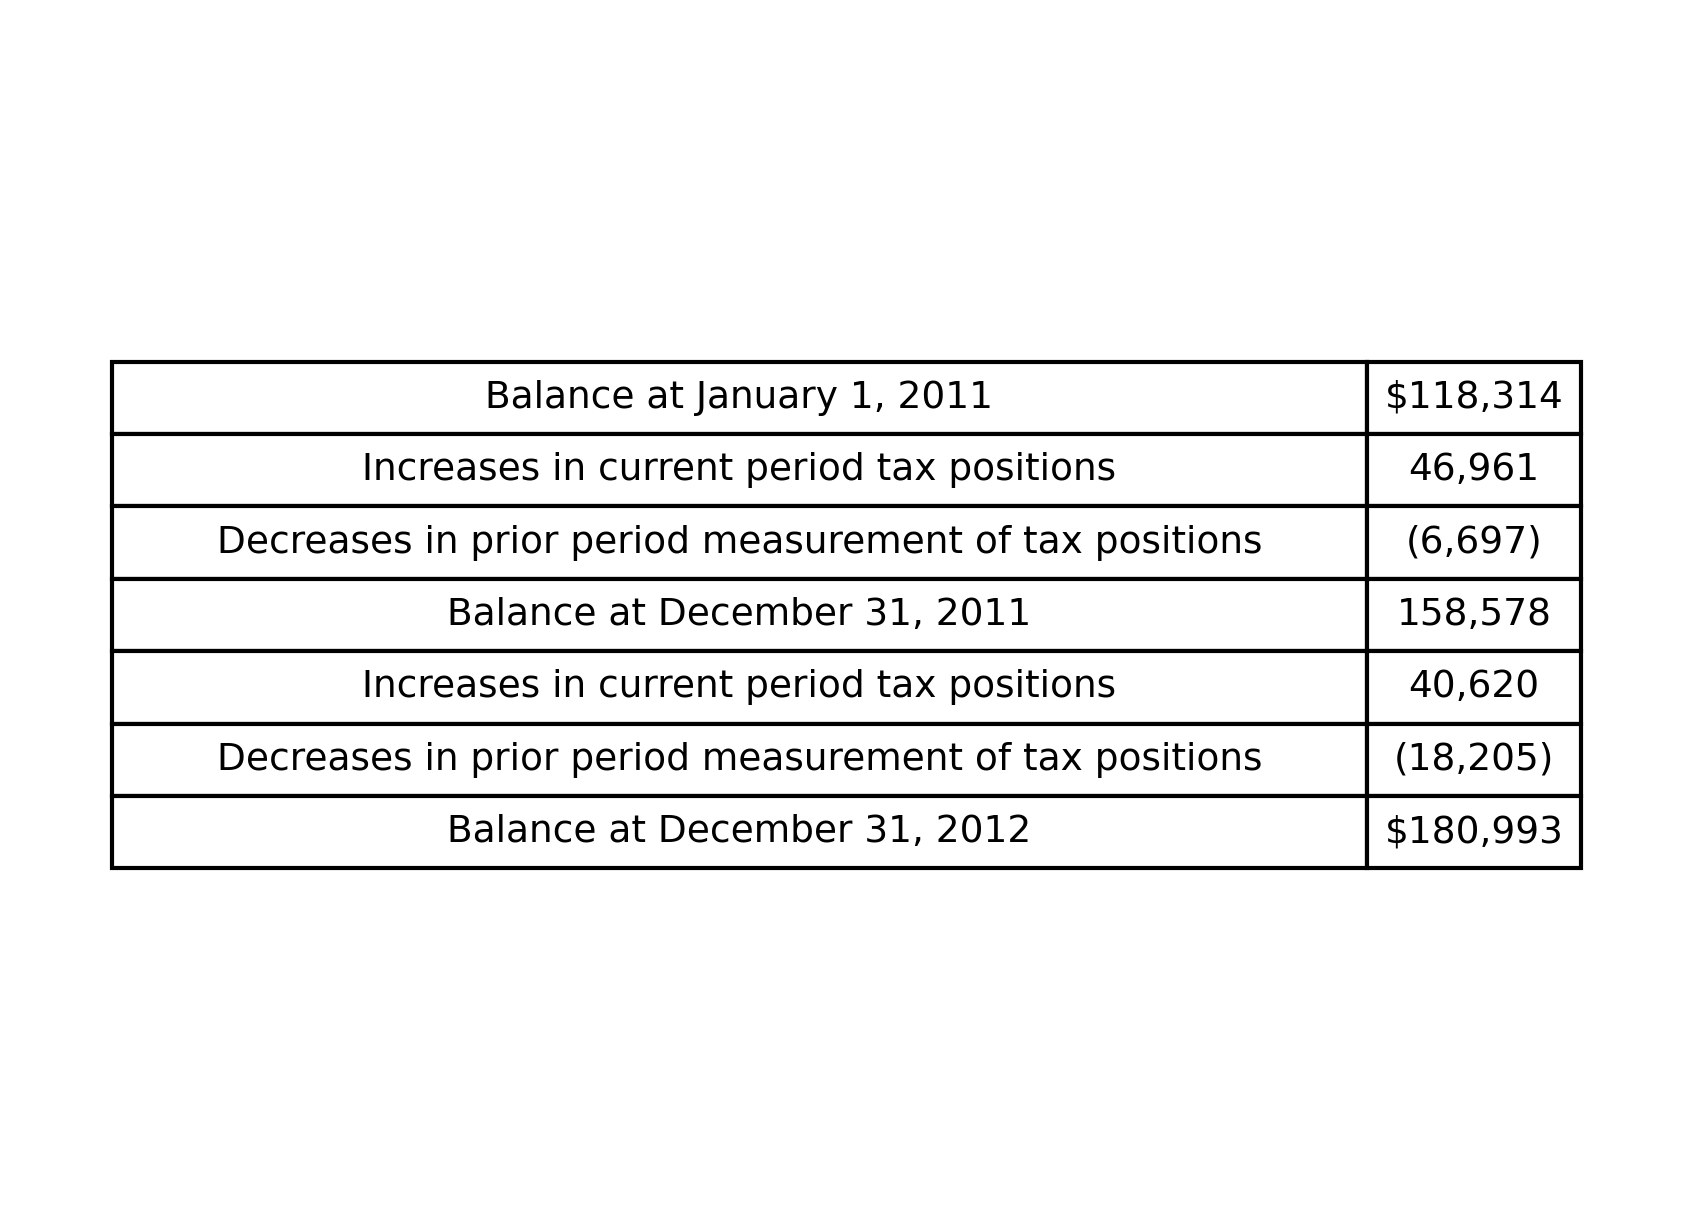 Balance at January 1, 2011 $118,314
Increases in current period tax positions 46,961
Decreases in prior period measurement of tax positions (6,697)
Balance at December 31, 2011 158,578
Increases in current period tax positions 40,620
Decreases in prior period measurement of tax positions (18,205)
Balance at December 31, 2012 $180,993